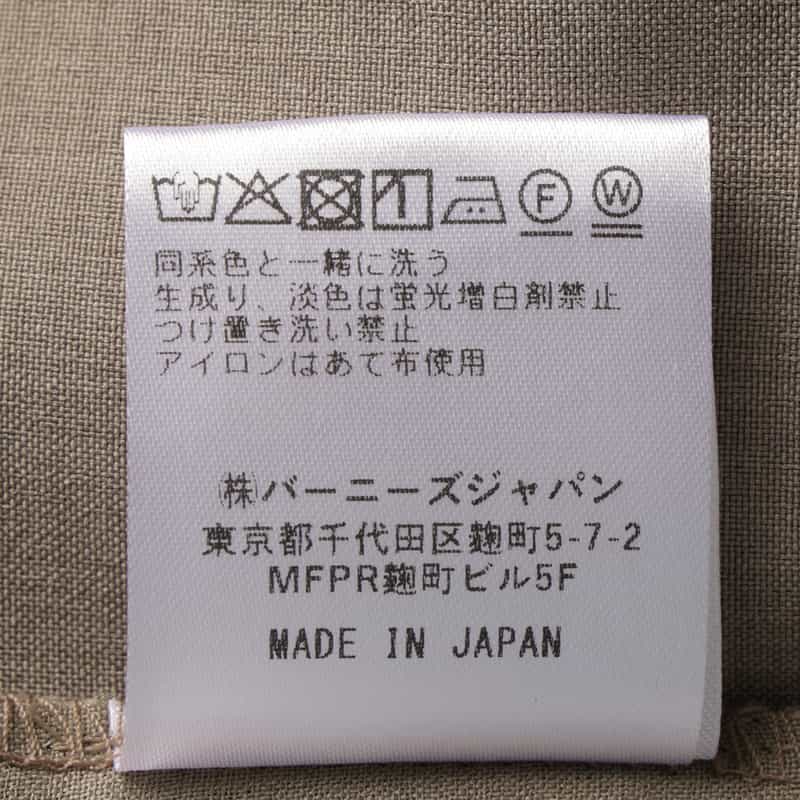 F W
同系色と一緒に洗う
生成り、淡色は蛍光増白剤禁止
つけ置き洗い禁止
アイロンはあて布使用
㈱バーニーズジャパン
東京都千代田区麹町5-7-2
MFPR麹町ビル5F
MADE IN JAPAN